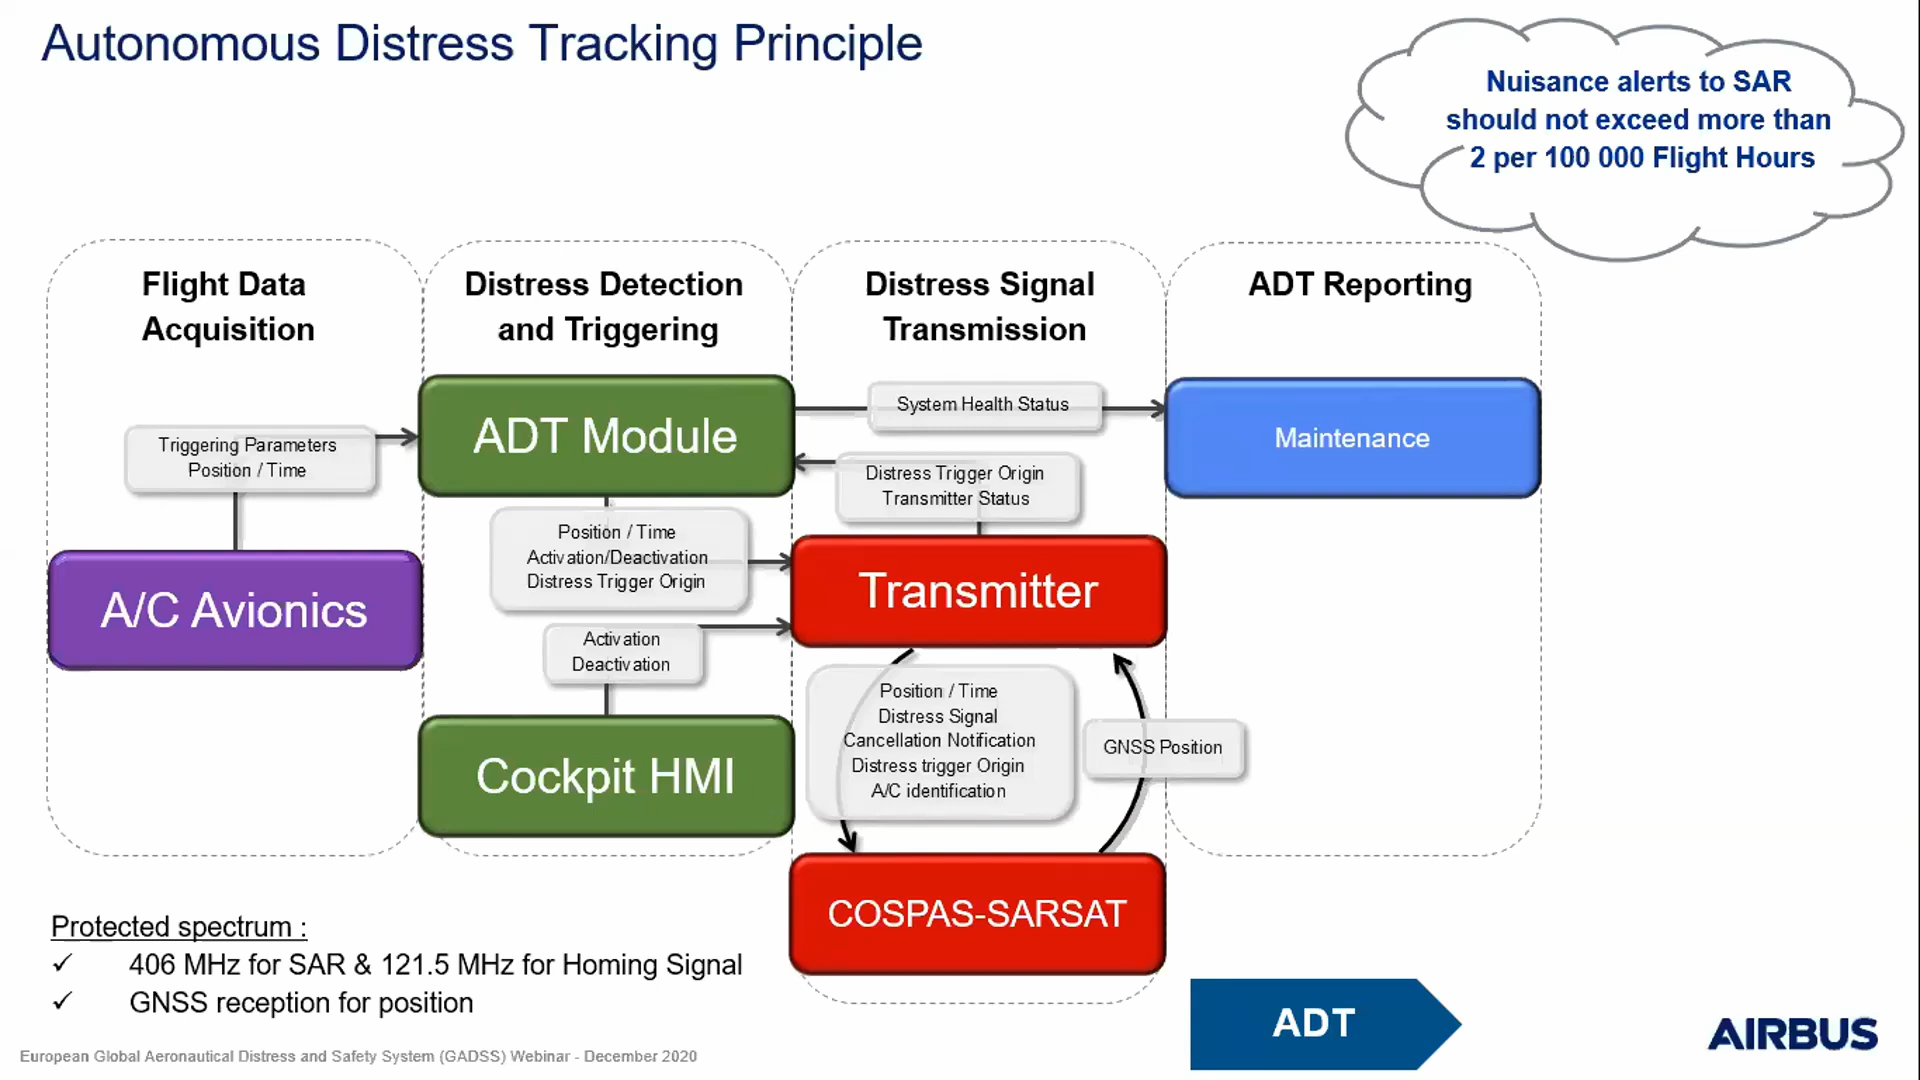 Autonomous Distress Tracking Principle
Nuisance alerts to SAR
should not exceed more than
2 per 100 000 Flight Hours
Flight Data
Acquisition
Distress Detection
and Triggering
Distress Signal
Transmission
ADT Reporting
Triggering Parameters
Position / Time
A/C Avionics
ADT Module
Position / Time
Activation/Deactivation
Distress Trigger Origin
Activation
Deactivation
Cockpit HMI
System Health Status
Distress Trigger Origin
Transmitter Status
Transmitter
Position / Time
Distress Signal
Cancellation Notification
Distress trigger Origin
A/C identification
GNSS Position
COSPAS-SARSAT
Maintenance
Protected spectrum :
✓ 406 MHz for SAR & 121.5 MHz for Homing Signal
✓ GNSS reception for position
ADT
AIRBUS
European Global Aeronautical Distress and Safety System (GADSS) Webinar - December 2020